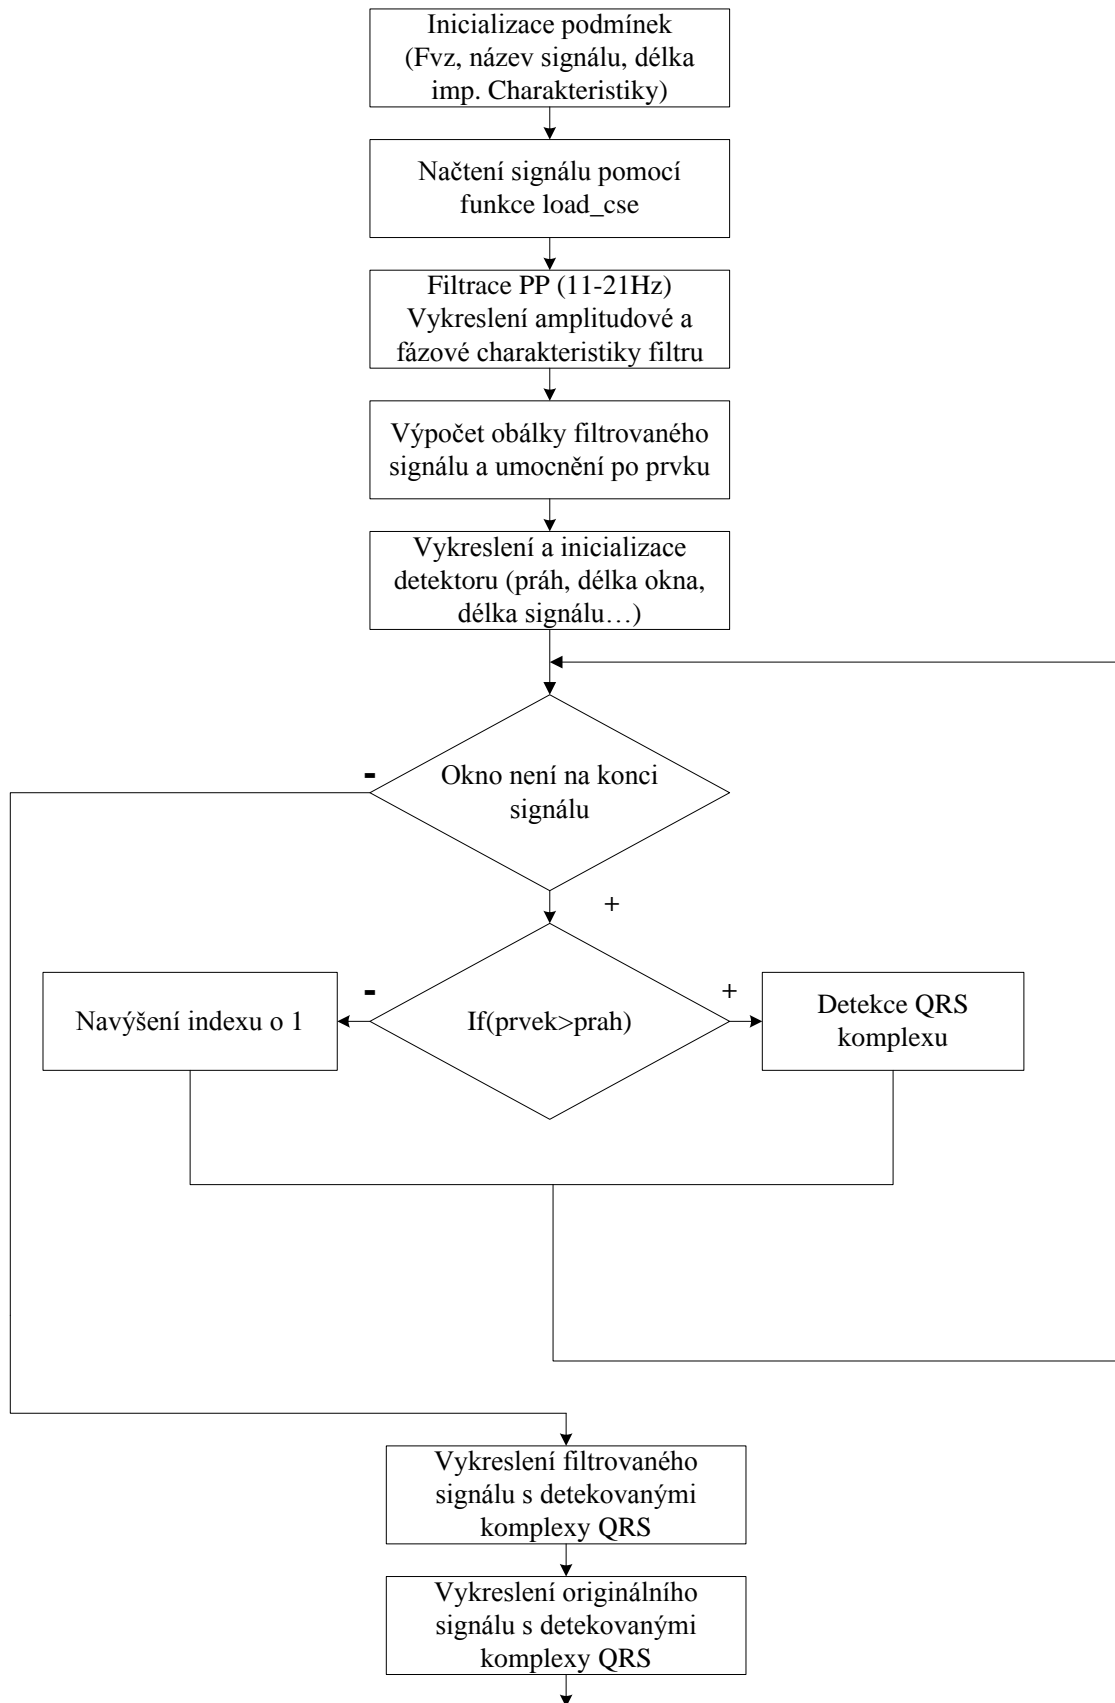 Inicializace podmínek
(Fvz, název signálu, délka
imp. Charakteristiky)
Načtení signálu pomocí
funkce load_cse
Filtrace PP (11-21Hz)
Vykreslení amplitudové a
fázové charakteristiky filtru
Výpočet obálky filtrovaného
signálu a umocnění po prvku
Vykreslení a inicializace
detektoru (práh, délka okna,
délka signálu…)
-
Okno není na konci
signálu
+
Navýšení indexu o 1
-
If(prvek>prah)
+
Detekce QRS
komplexu
Vykreslení filtrovaného
signálu s detekovanými
komplexy QRS
Vykreslení originálního
signálu s detekovanými
komplexy QRS